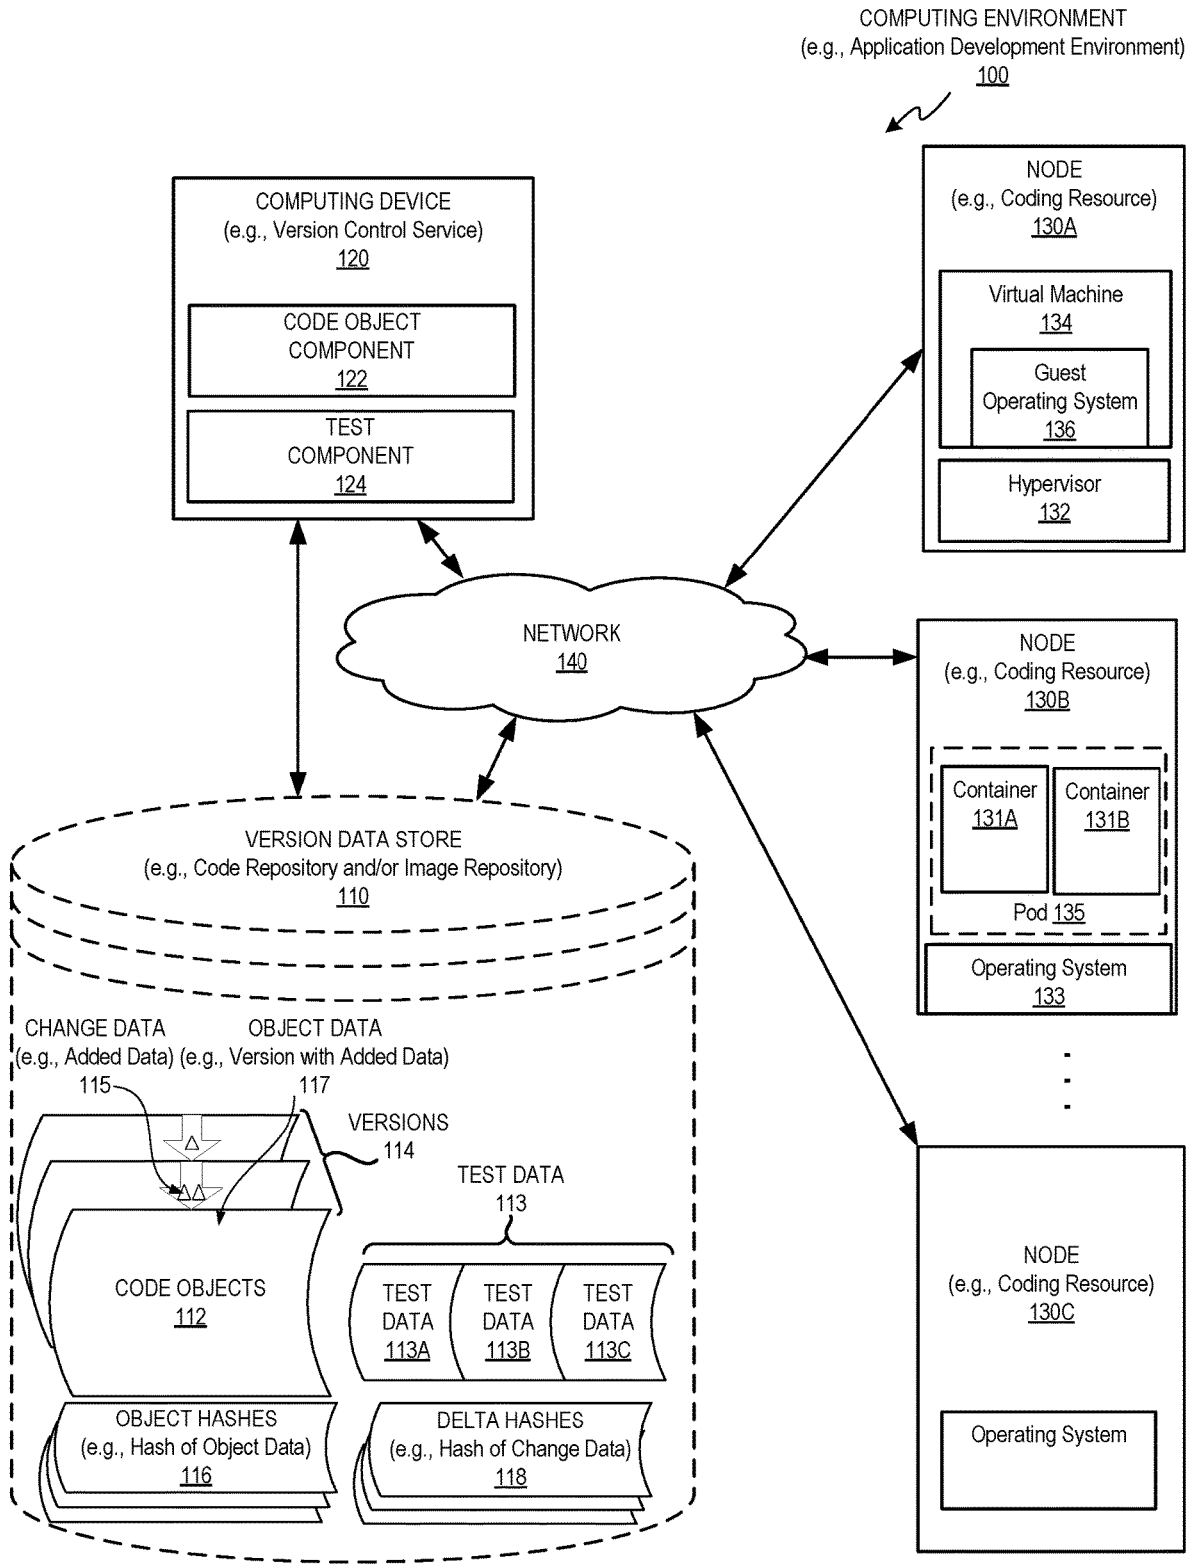 COMPUTING ENVIRONMENT
(e.g., Application Development Environment)
100
COMPUTING DEVICE
(e.g., Version Control Service)
120
CODE OBJECT
COMPONENT
122
TEST
COMPONENT
124
NODE
(e.g., Coding Resource)
130A
Virtual Machine
134
Guest
Operating System
136
Hypervisor
132
NETWORK
140
NODE
(e.g., Coding Resource)
130B
Container
131A
Container
131B
Pod 135
Operating System
133
VERSION DATA STORE
(e.g., Code Repository and/or Image Repository)
110
CHANGE DATA
(e.g., Added Data)
115
OBJECT DATA
(e.g., Version with Added Data)
117
VERSIONS
114
Δ
ΔΔ
CODE OBJECTS
112
TEST DATA
113
TEST
DATA
113A
TEST
DATA
113B
TEST
DATA
113C
OBJECT HASHES
(e.g., Hash of Object Data)
116
DELTA HASHES
(e.g., Hash of Change Data)
118
NODE
(e.g., Coding Resource)
130C
Operating System